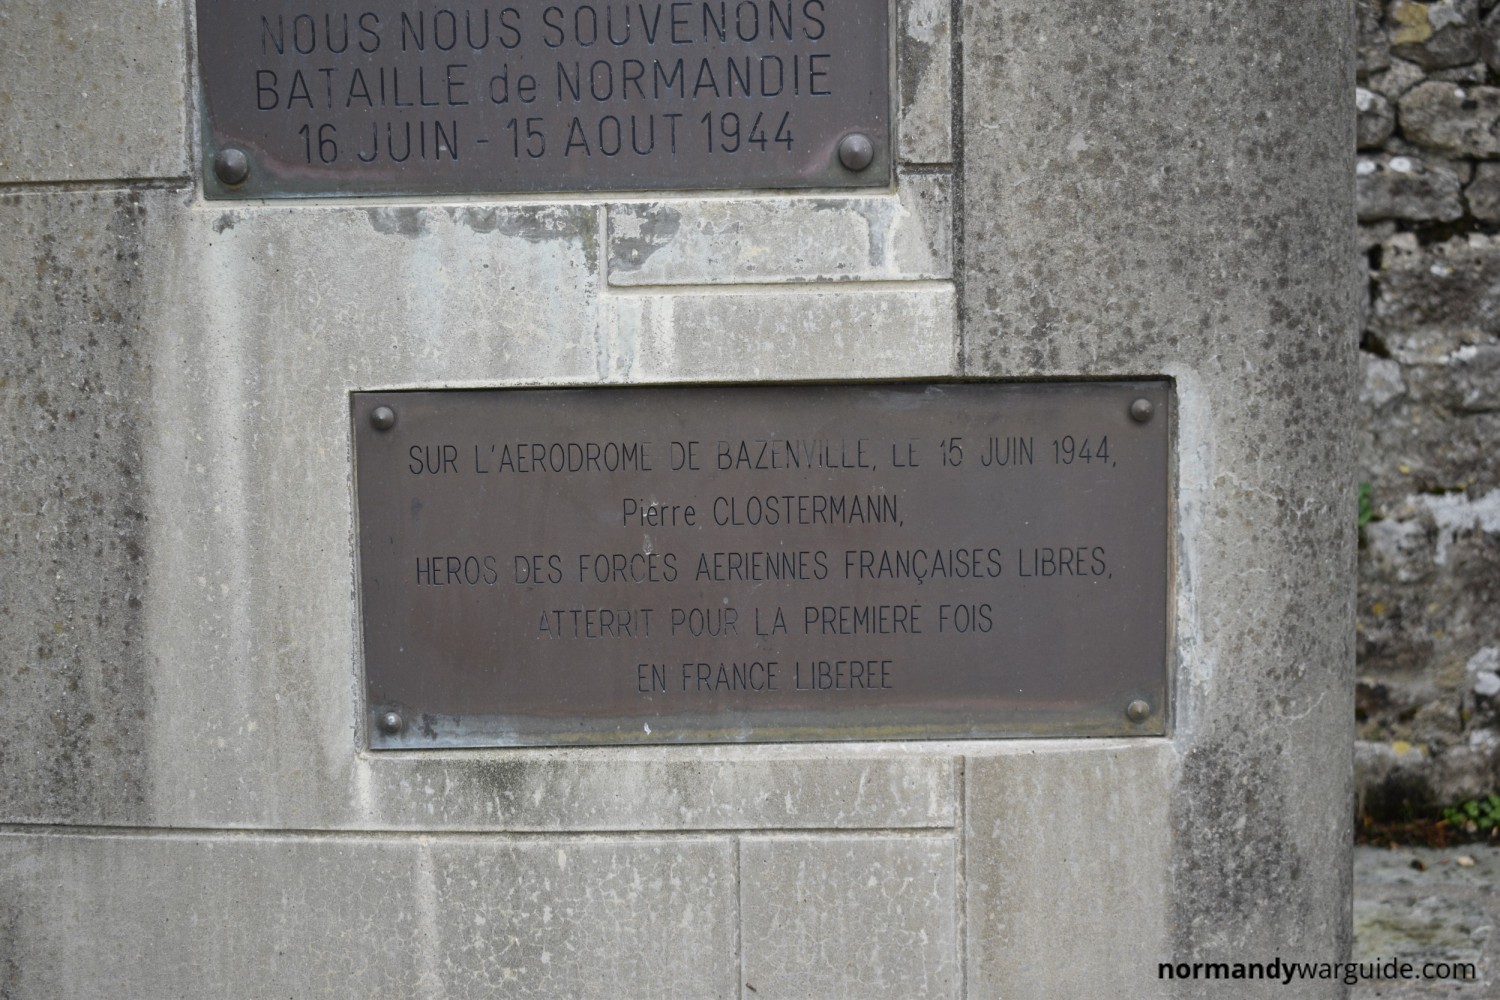 NOUS NOUS SOUVENONS
BATAILLE de NORMANDIE
16 JUIN - 15 AOUT 1944
SUR L'AERODROME DE BAZENVILLE, LE 15 JUIN 1944,
Pierre CLOSTERMANN,
HEROS DES FORCES AERIENNES FRANÇAISES LIBRES,
ATTERRIT POUR LA PREMIERE FOIS
EN FRANCE LIBEREE
normandywarguide.com